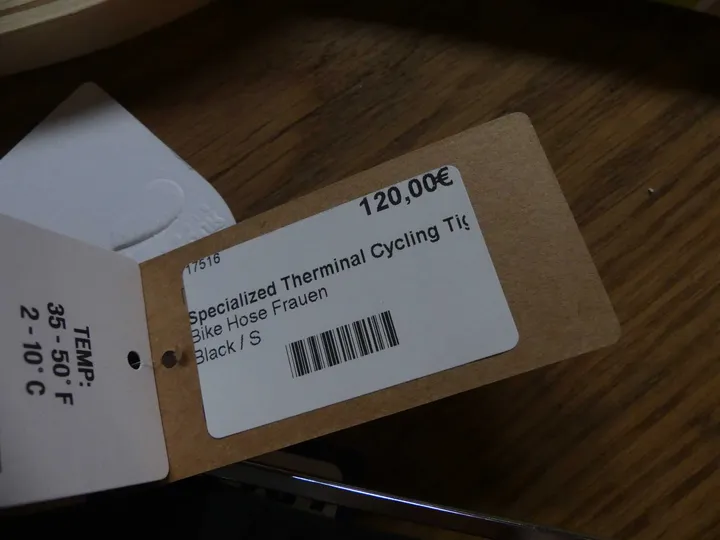 120,00€
17516
Specialized Therminal Cycling Tig
Bike Hose Frauen
Black / S
TEMP:
35 - 50° F
2 - 10° C